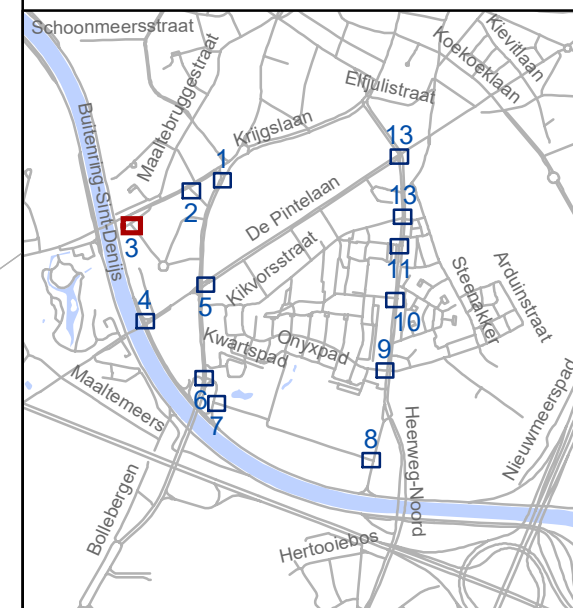 Schoonmeersstraat
Kievitlaan
Koekoeklaan
Maaltebruggestraat
Elfjulistraat
Buitenring-Sint-Denijs
Krijgslaan
13
1
2
De Pintelaan
13
3
Kikvorsstraat
11
Steenakker
Arduinstraat
4
5
10
Kwartspad
Onyxpad
9
Maaltemeers
6
7
Heerweg-Noord
Nieuwmeerspad
8
Bollebergen
Hertooiebos